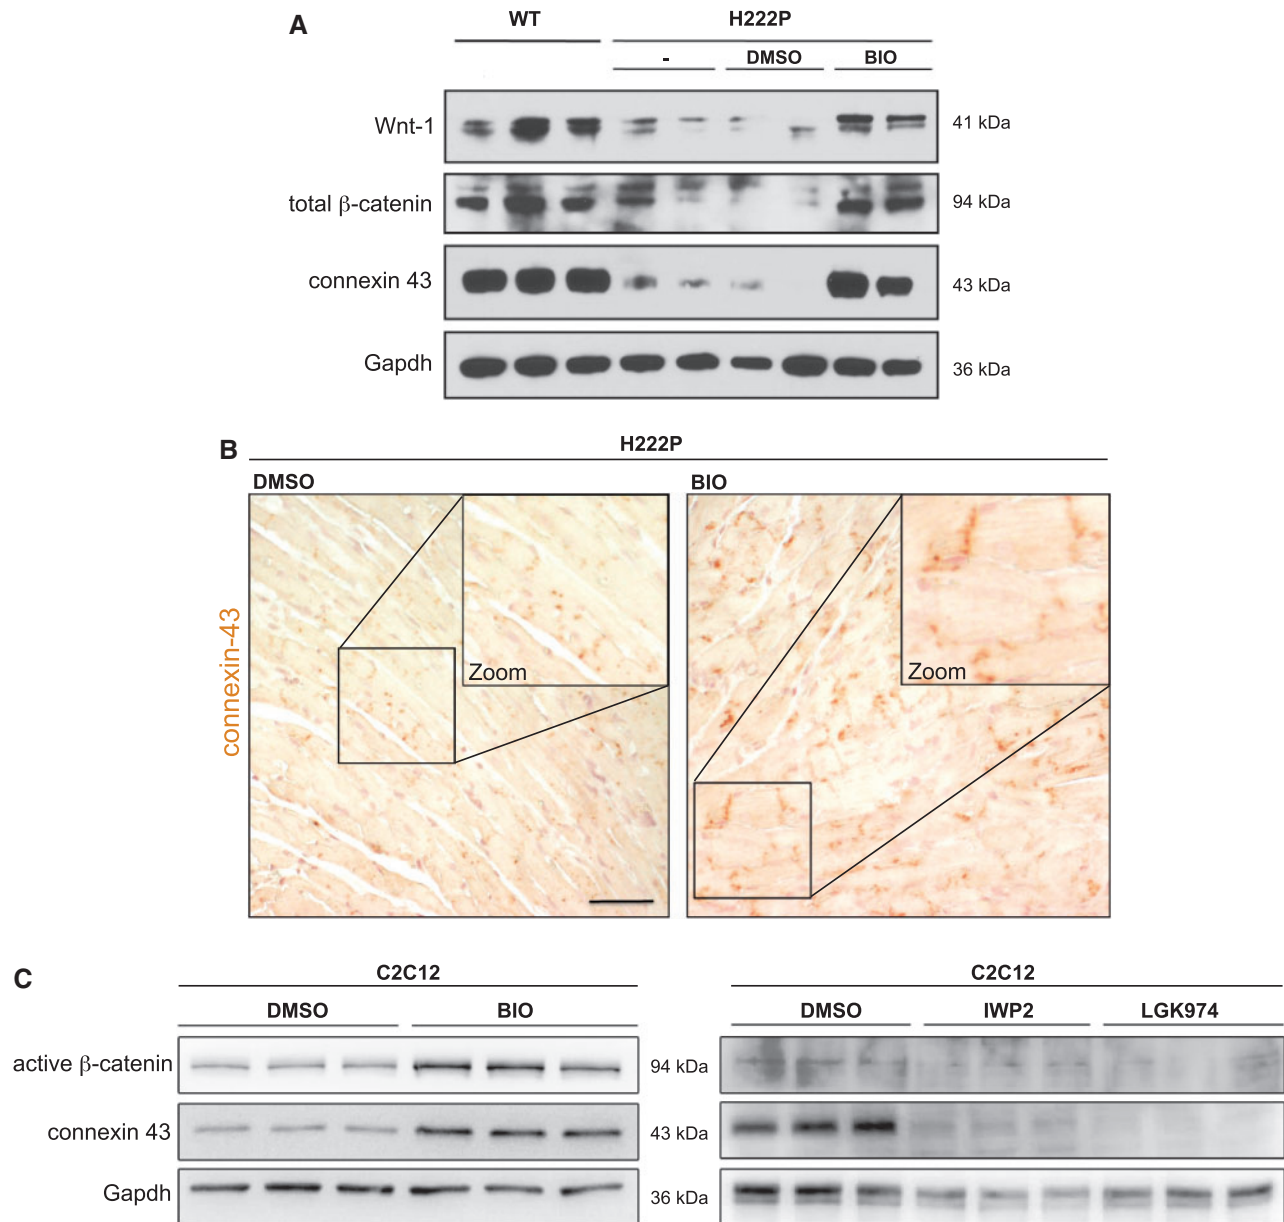 A
WT H222P
- DMSO BIO
Wnt-1 41 kDa
total β-catenin 94 kDa
connexin 43 43 kDa
Gapdh 36 kDa
B
H222P
DMSO BIO
connexin-43
Zoom Zoom
C
C2C12 C2C12
DMSO BIO DMSO IWP2 LGK974
active β-catenin 94 kDa
connexin 43 43 kDa
Gapdh 36 kDa